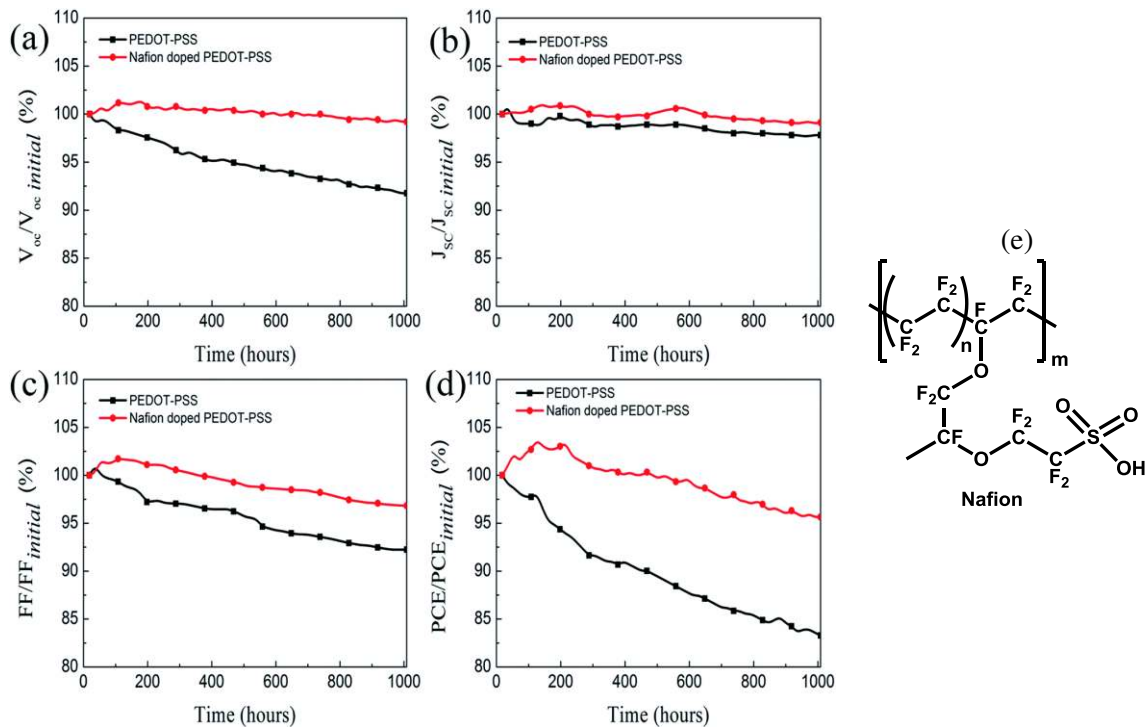 (a)
PEDOT-PSS
Nafion doped PEDOT-PSS
V_oc/V_oc initial (%)
110
105
100
95
90
85
80
0 200 400 600 800 1000
Time (hours)
(b)
PEDOT-PSS
Nafion doped PEDOT-PSS
J_SC/J_SC initial (%)
110
105
100
95
90
85
80
0 200 400 600 800 1000
Time (hours)
(c)
PEDOT-PSS
Nafion doped PEDOT-PSS
FF/FF initial (%)
110
105
100
95
90
85
80
0 200 400 600 800 1000
Time (hours)
(d)
PEDOT-PSS
Nafion doped PEDOT-PSS
PCE/PCE initial (%)
110
105
100
95
90
85
80
0 200 400 600 800 1000
Time (hours)
(e)
F2 F F2
C C C C
F2 n m
O
F2C F2 O O
CF O C C S
F2 OH
Nafion